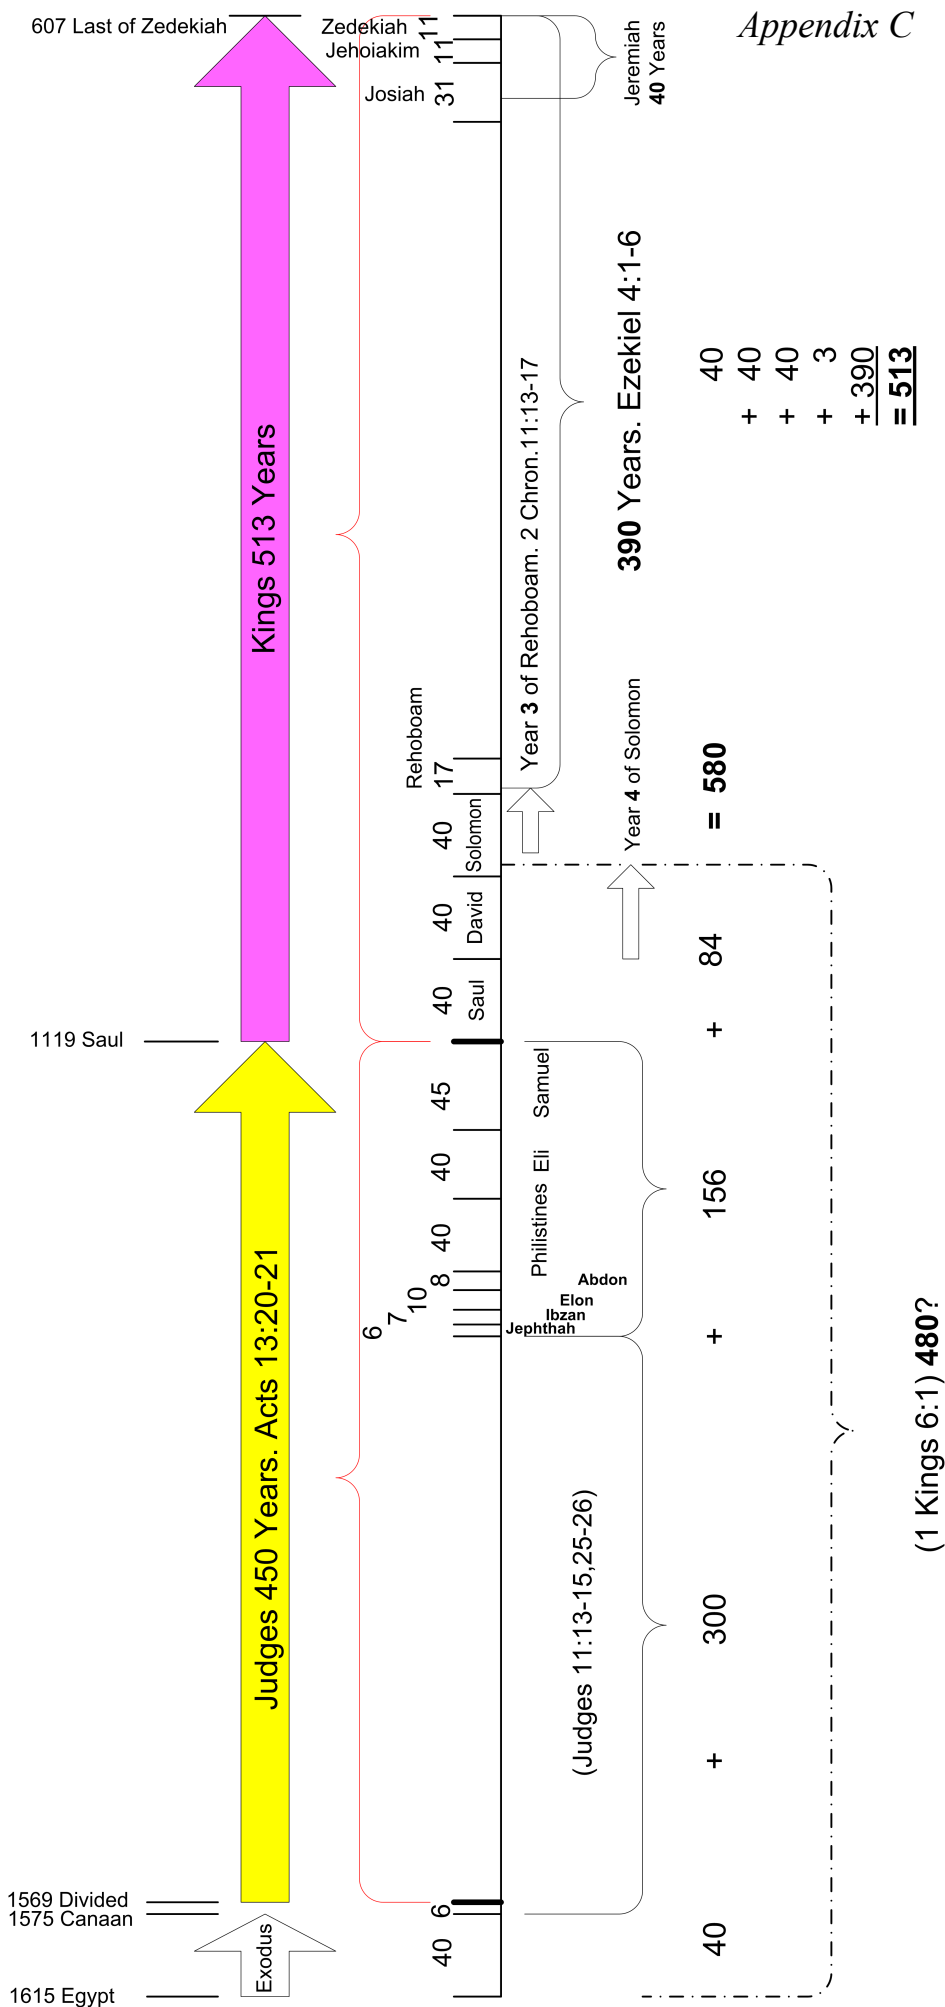 Appendix C
607 Last of Zedekiah
1119 Saul
1569 Divided
1575 Canaan
1615 Egypt
Kings 513 Years
Judges 450 Years. Acts 13:20-21
Exodus
Zedekiah
11
Jehoiakim
11
Josiah
31
Rehoboam
17
40
Solomon
40
David
40
Saul
45
Samuel
40
Eli
40
Philistines
8
Abdon
10
Elon
7
Ibzan
6
Jephthah
6
40
Jeremiah
40 Years
Year 3 of Rehoboam. 2 Chron.11:13-17
390 Years. Ezekiel 4:1-6
Year 4 of Solomon
(Judges 11:13-15,25-26)
40 + 300 + 156 + 84 = 580
(1 Kings 6:1) 480?
40
+ 40
+ 40
+ 3
+ 390
= 513